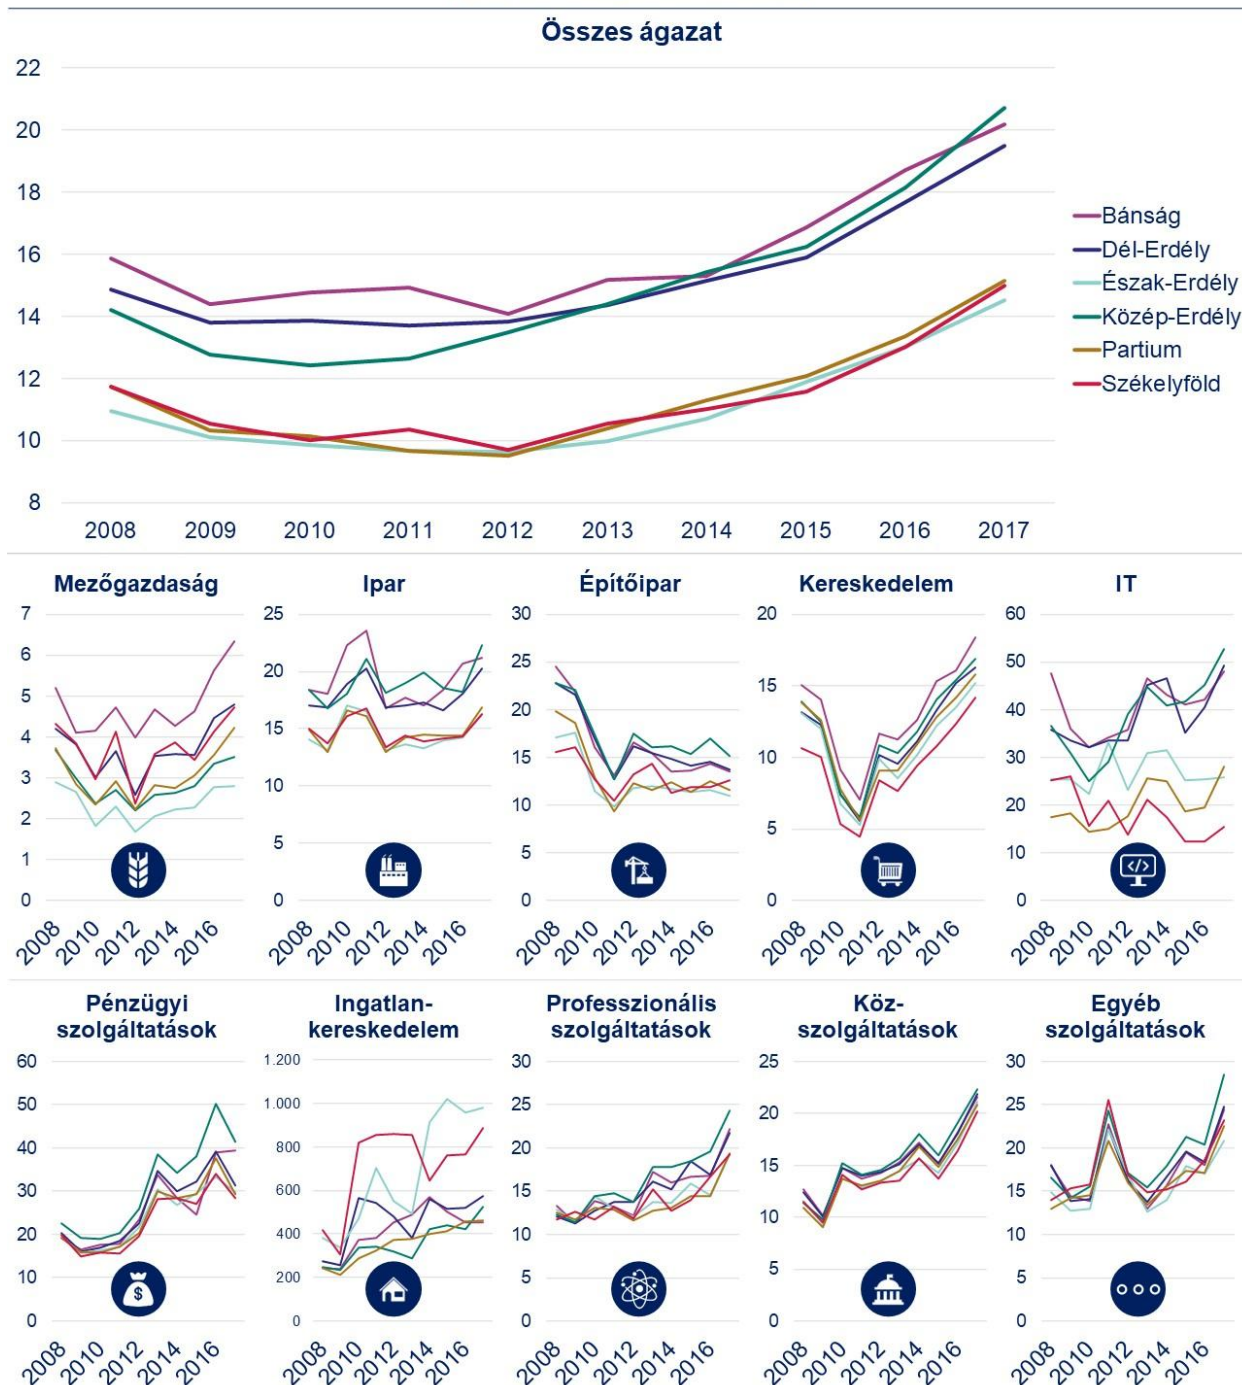 Összes ágazat
22
20
18
16
14
12
10
8
2008 2009 2010 2011 2012 2013 2014 2015 2016 2017
Bánság
Dél-Erdély
Észak-Erdély
Közép-Erdély
Partium
Székelyföld
Mezőgazdaság
7
6
5
4
3
2
1
0
2008 2010 2012 2014 2016
Ipar
25
20
15
10
5
0
2008 2010 2012 2014 2016
Építőipar
30
25
20
15
10
5
0
2008 2010 2012 2014 2016
Kereskedelem
20
15
10
5
0
2008 2010 2012 2014 2016
IT
60
50
40
30
20
10
0
</>
2008 2010 2012 2014 2016
Pénzügyi
szolgáltatások
60
50
40
30
20
10
0
$
2008 2010 2012 2014 2016
Ingatlan-
kereskedelem
1.200
1.000
800
600
400
200
0
2008 2010 2012 2014 2016
Professzionális
szolgáltatások
30
25
20
15
10
5
0
2008 2010 2012 2014 2016
Köz-
szolgáltatások
25
20
15
10
5
0
2008 2010 2012 2014 2016
Egyéb
szolgáltatások
30
25
20
15
10
5
0
2008 2010 2012 2014 2016